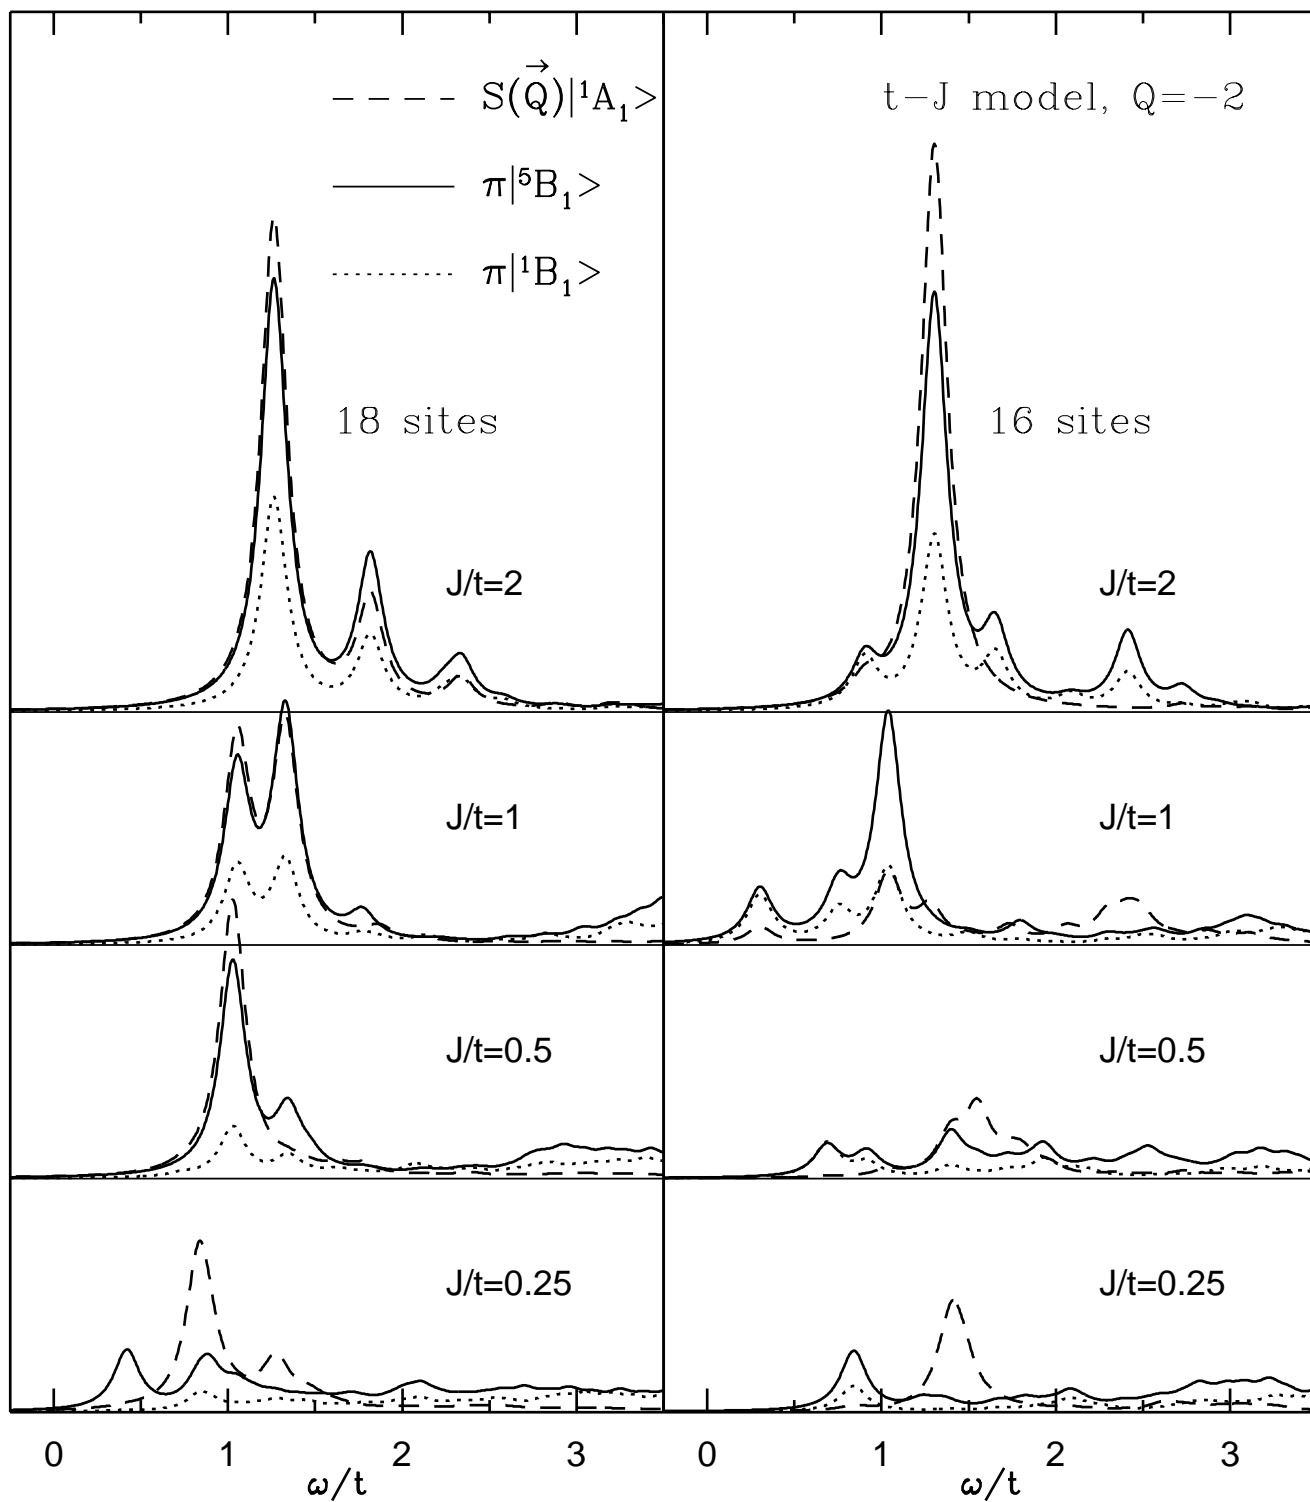 S(Q⃗)|¹A₁>
π|⁵B₁>
π|¹B₁>
18 sites
J/t=2
J/t=1
J/t=0.5
J/t=0.25
0 1 2 3
ω/t
t-J model, Q=-2
16 sites
J/t=2
J/t=1
J/t=0.5
J/t=0.25
0 1 2 3
ω/t